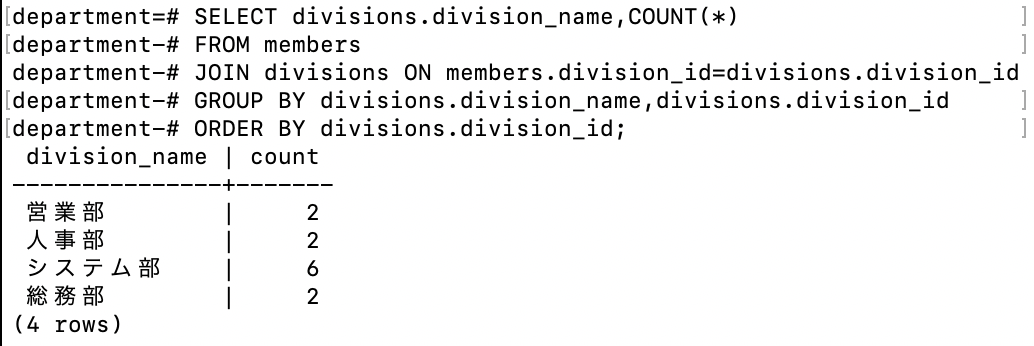 [department=# SELECT divisions.division_name,COUNT(*) ]
[department-# FROM members ]
department-# JOIN divisions ON members.division_id=divisions.division_id
[department-# GROUP BY divisions.division_name,divisions.division_id ]
[department-# ORDER BY divisions.division_id; ]
division_name | count
---------------+-------
営業部 | 2
人事部 | 2
システム部 | 6
総務部 | 2
(4 rows)